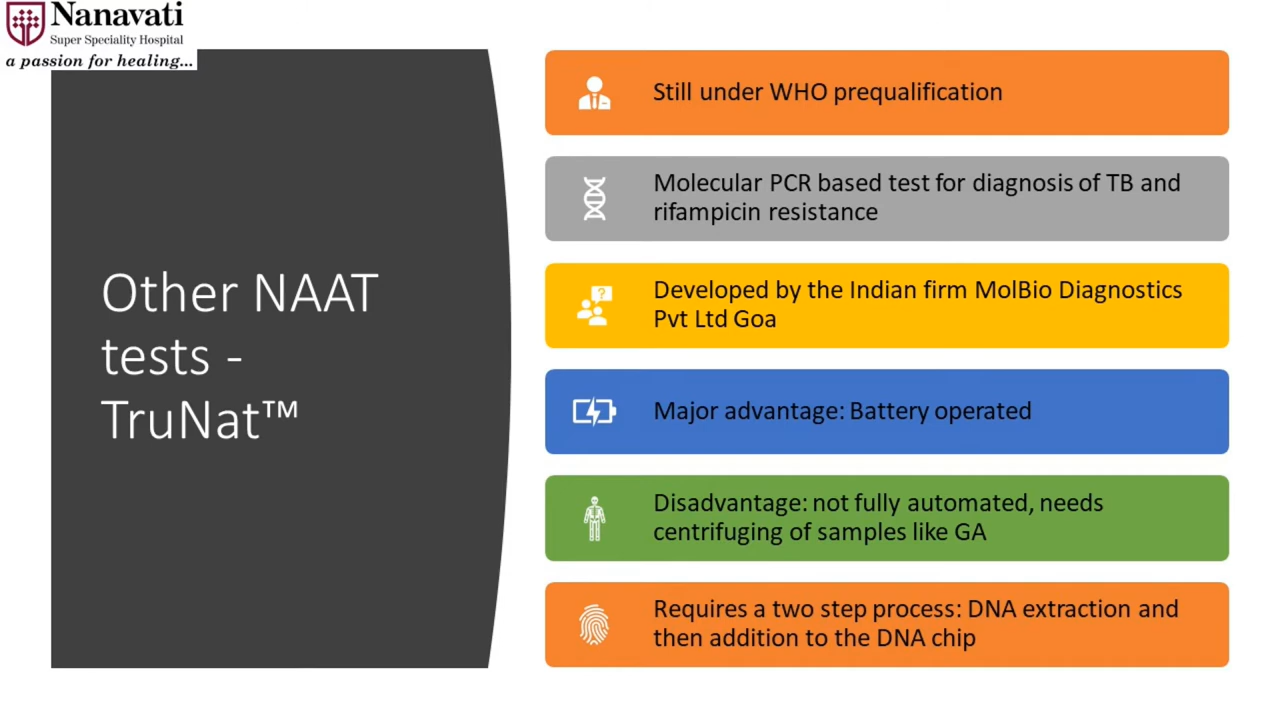 Nanavati
Super Speciality Hospital
a passion for healing...
Other NAAT
tests -
TruNat™
Still under WHO prequalification
Molecular PCR based test for diagnosis of TB and
rifampicin resistance
Developed by the Indian firm MolBio Diagnostics
Pvt Ltd Goa
Major advantage: Battery operated
Disadvantage: not fully automated, needs
centrifuging of samples like GA
Requires a two step process: DNA extraction and
then addition to the DNA chip